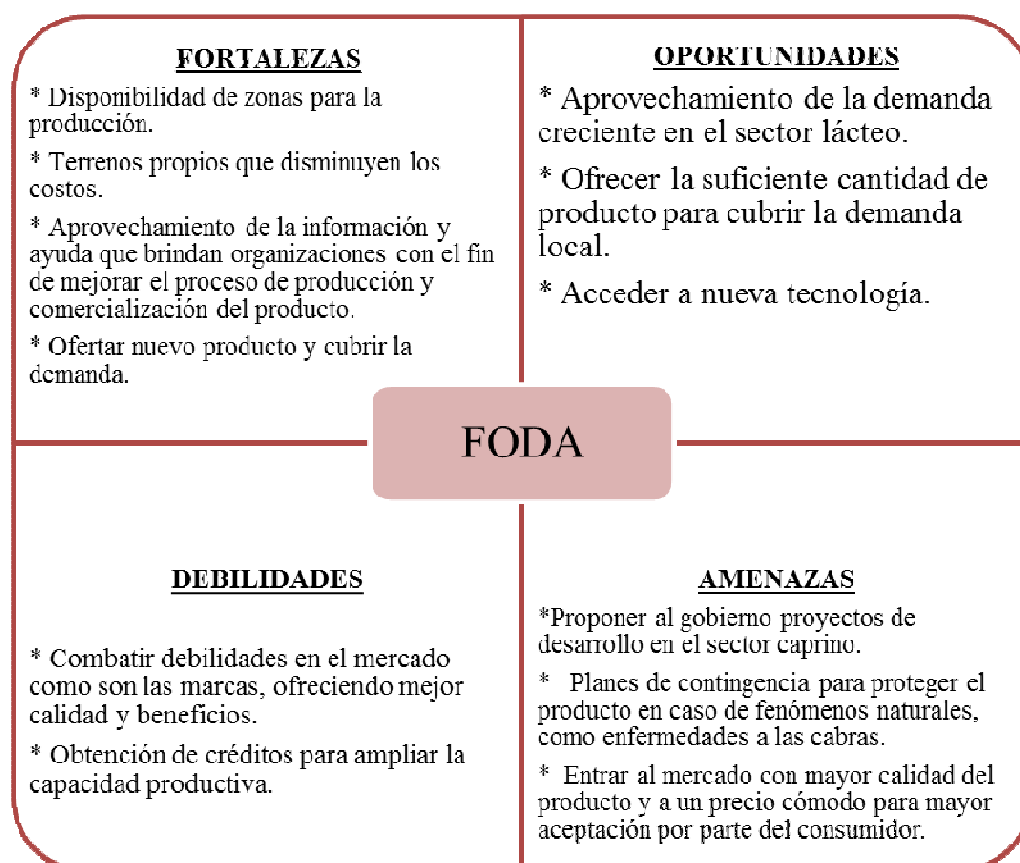 FORTALEZAS
* Disponibilidad de zonas para la
producción.
* Terrenos propios que disminuyen los
costos.
* Aprovechamiento de la información y
ayuda que brindan organizaciones con el fin
de mejorar el proceso de producción y
comercialización del producto.
* Ofertar nuevo producto y cubrir la
demanda.
OPORTUNIDADES
* Aprovechamiento de la demanda
creciente en el sector lácteo.
* Ofrecer la suficiente cantidad de
producto para cubrir la demanda
local.
* Acceder a nueva tecnología.
FODA
DEBILIDADES
* Combatir debilidades en el mercado
como son las marcas, ofreciendo mejor
calidad y beneficios.
* Obtención de créditos para ampliar la
capacidad productiva.
AMENAZAS
*Proponer al gobierno proyectos de
desarrollo en el sector caprino.
* Planes de contingencia para proteger el
producto en caso de fenómenos naturales,
como enfermedades a las cabras.
* Entrar al mercado con mayor calidad del
producto y a un precio cómodo para mayor
aceptación por parte del consumidor.